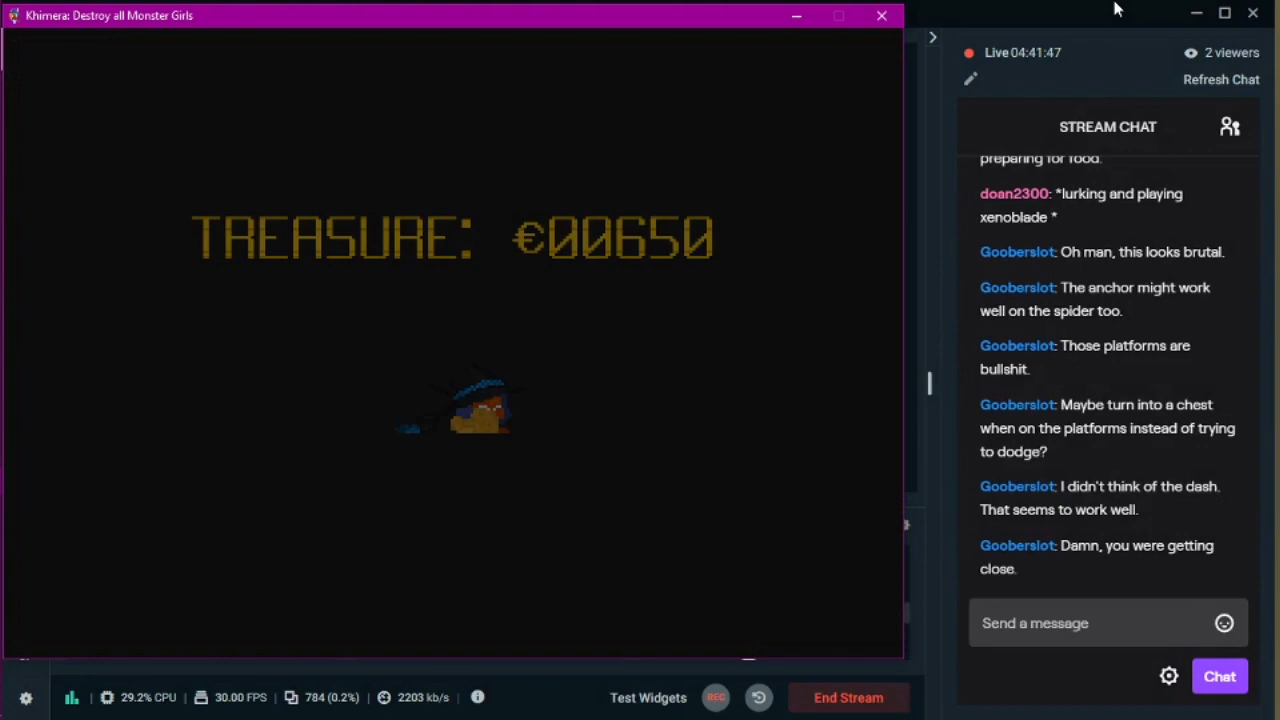 Khimera: Destroy all Monster Girls
TREASURE: €00650
Live 04:41:47
2 viewers
Refresh Chat
STREAM CHAT
preparing for food.
doan2300: *lurking and playing
xenoblade *
Gooberslot: Oh man, this looks brutal.
Gooberslot: The anchor might work
well on the spider too.
Gooberslot: Those platforms are
bullshit.
Gooberslot: Maybe turn into a chest
when on the platforms instead of trying
to dodge?
Gooberslot: I didn't think of the dash.
That seems to work well.
Gooberslot: Damn, you were getting
close.
Send a message
Chat
29.2% CPU
30.00 FPS
784 (0.2%)
2203 kb/s
Test Widgets
REC
End Stream